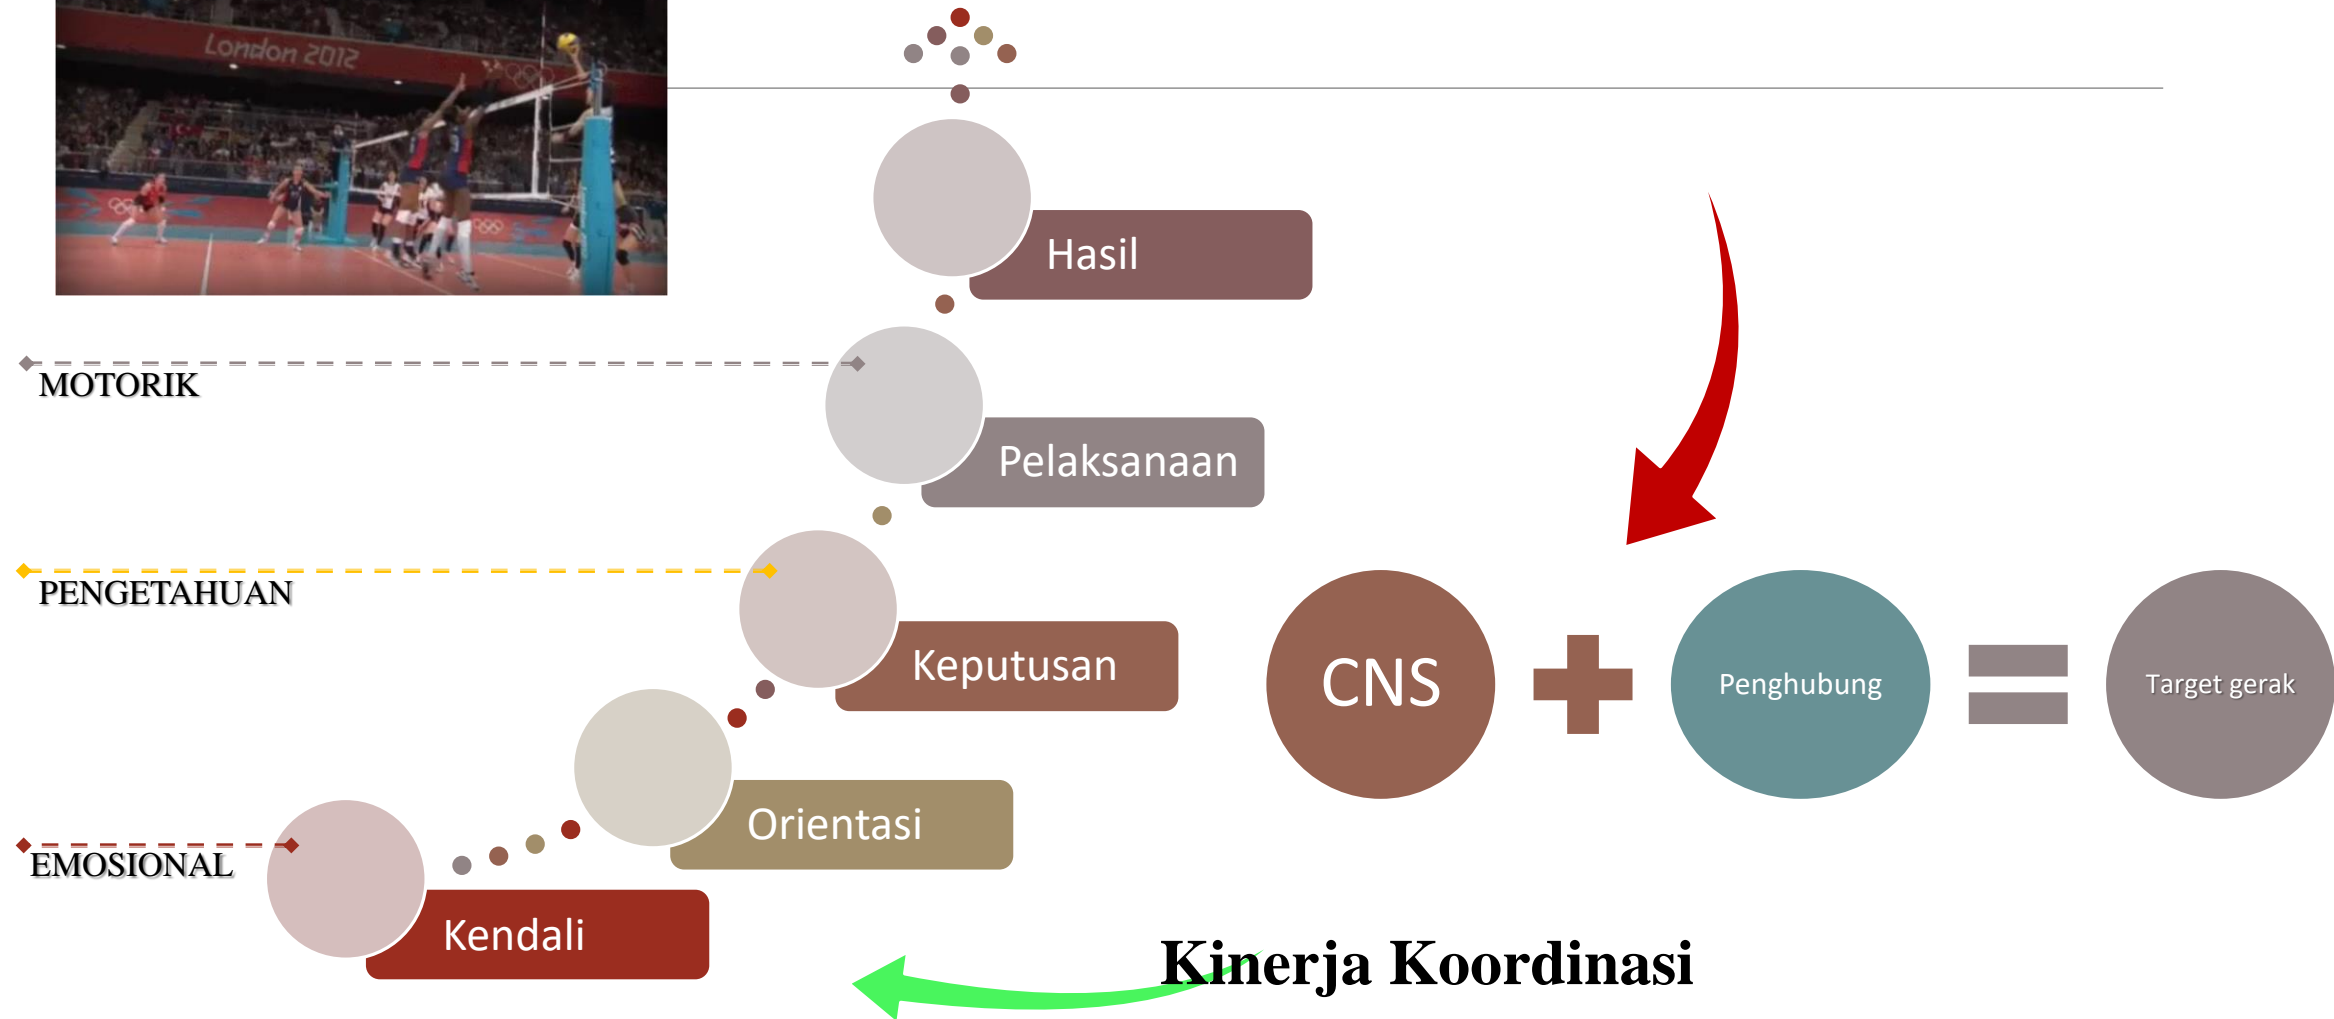 London 2012
Hasil
MOTORIK
Pelaksanaan
PENGETAHUAN
Keputusan
CNS
Penghubung
Target gerak
Orientasi
EMOSIONAL
Kendali
Kinerja Koordinasi